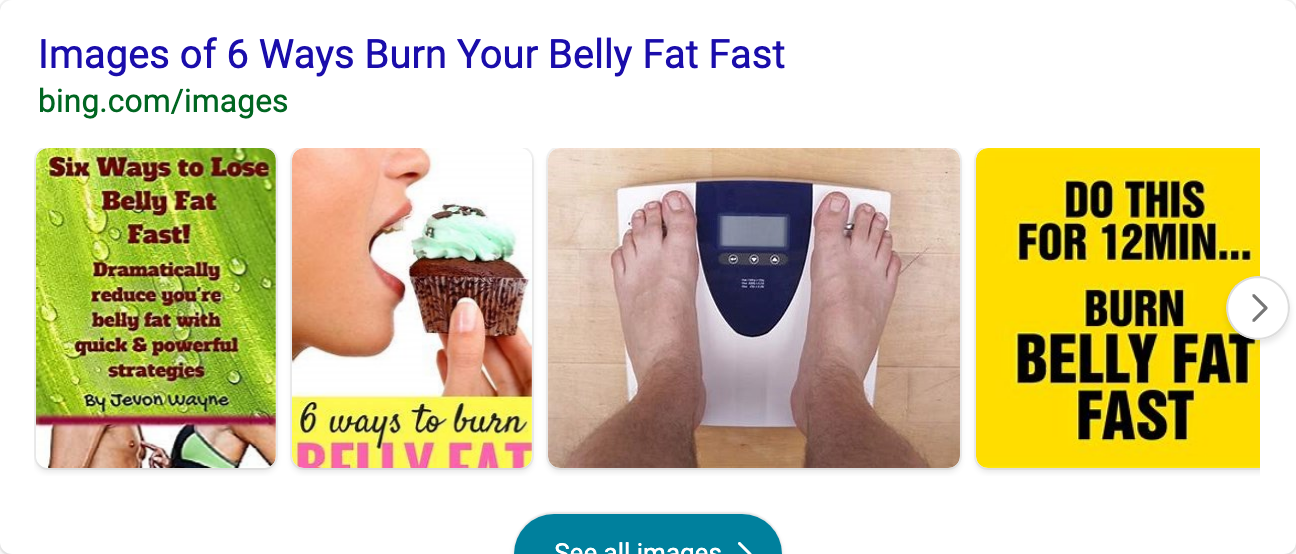 Images of 6 Ways Burn Your Belly Fat Fast
bing.com/images
Six Ways to Lose
Belly Fat
Fast!
Dramatically
reduce you're
belly fat with
quick & powerful
strategies
By Jevon Wayne
6 ways to burn
BELLY FAT
DO THIS
FOR 12MIN...
BURN
BELLY FAT
FAST
See all images